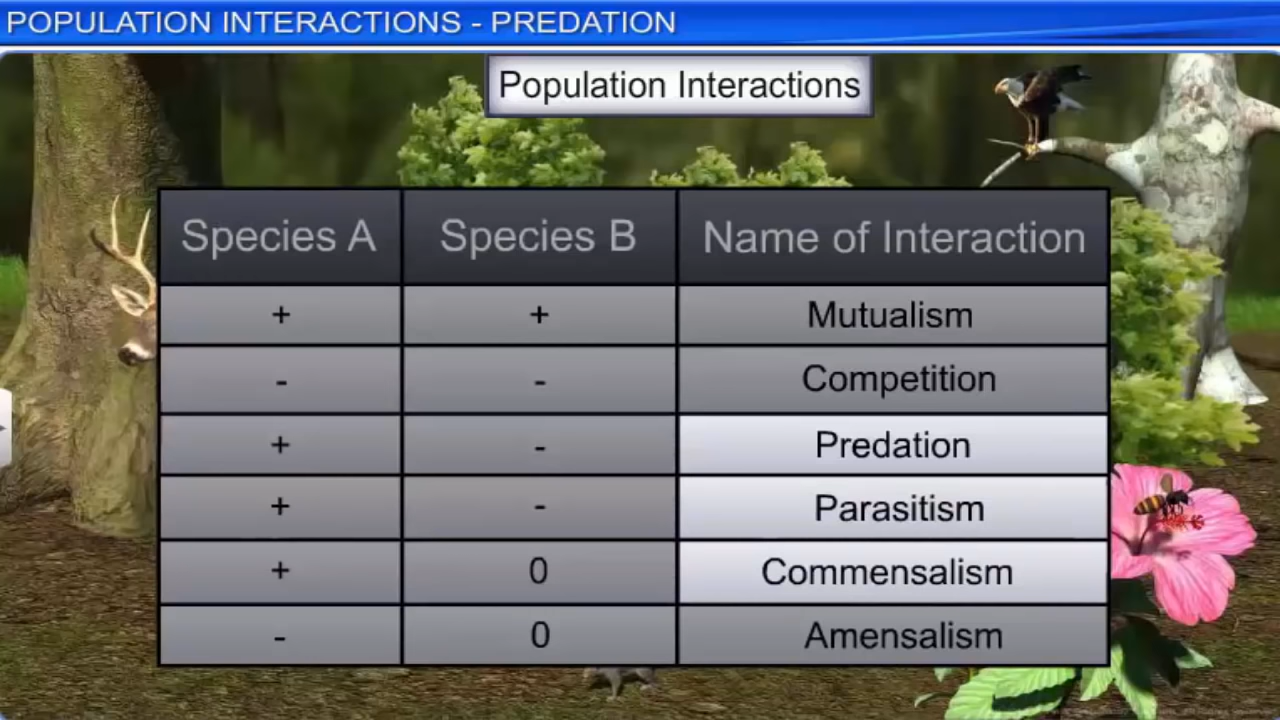 POPULATION INTERACTIONS - PREDATION
Population Interactions
Species A Species B Name of Interaction
+ + Mutualism
- - Competition
+ - Predation
+ - Parasitism
+ 0 Commensalism
- 0 Amensalism